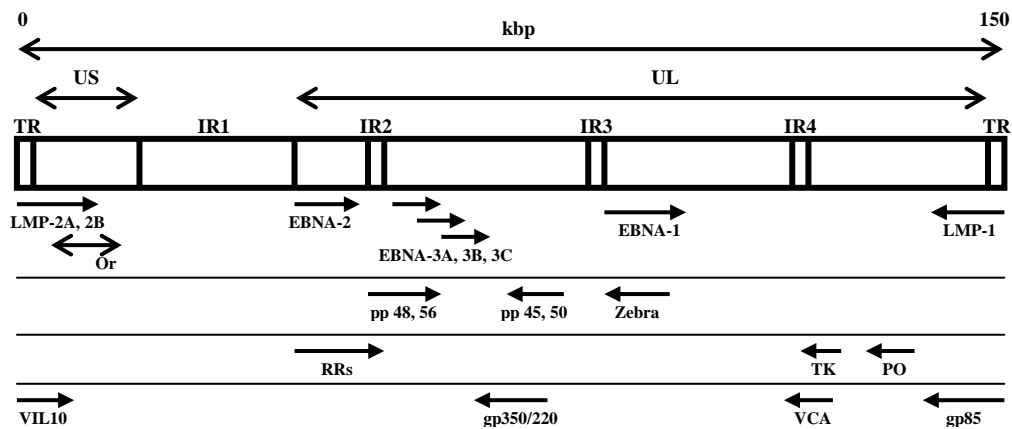 0 150
kbp
US UL
TR IR1 IR2 IR3 IR4 TR
LMP-2A, 2B EBNA-2 EBNA-1 LMP-1
Or EBNA-3A, 3B, 3C
pp 48, 56 pp 45, 50 Zebra
RRs TK PO
VIL10 gp350/220 VCA gp85